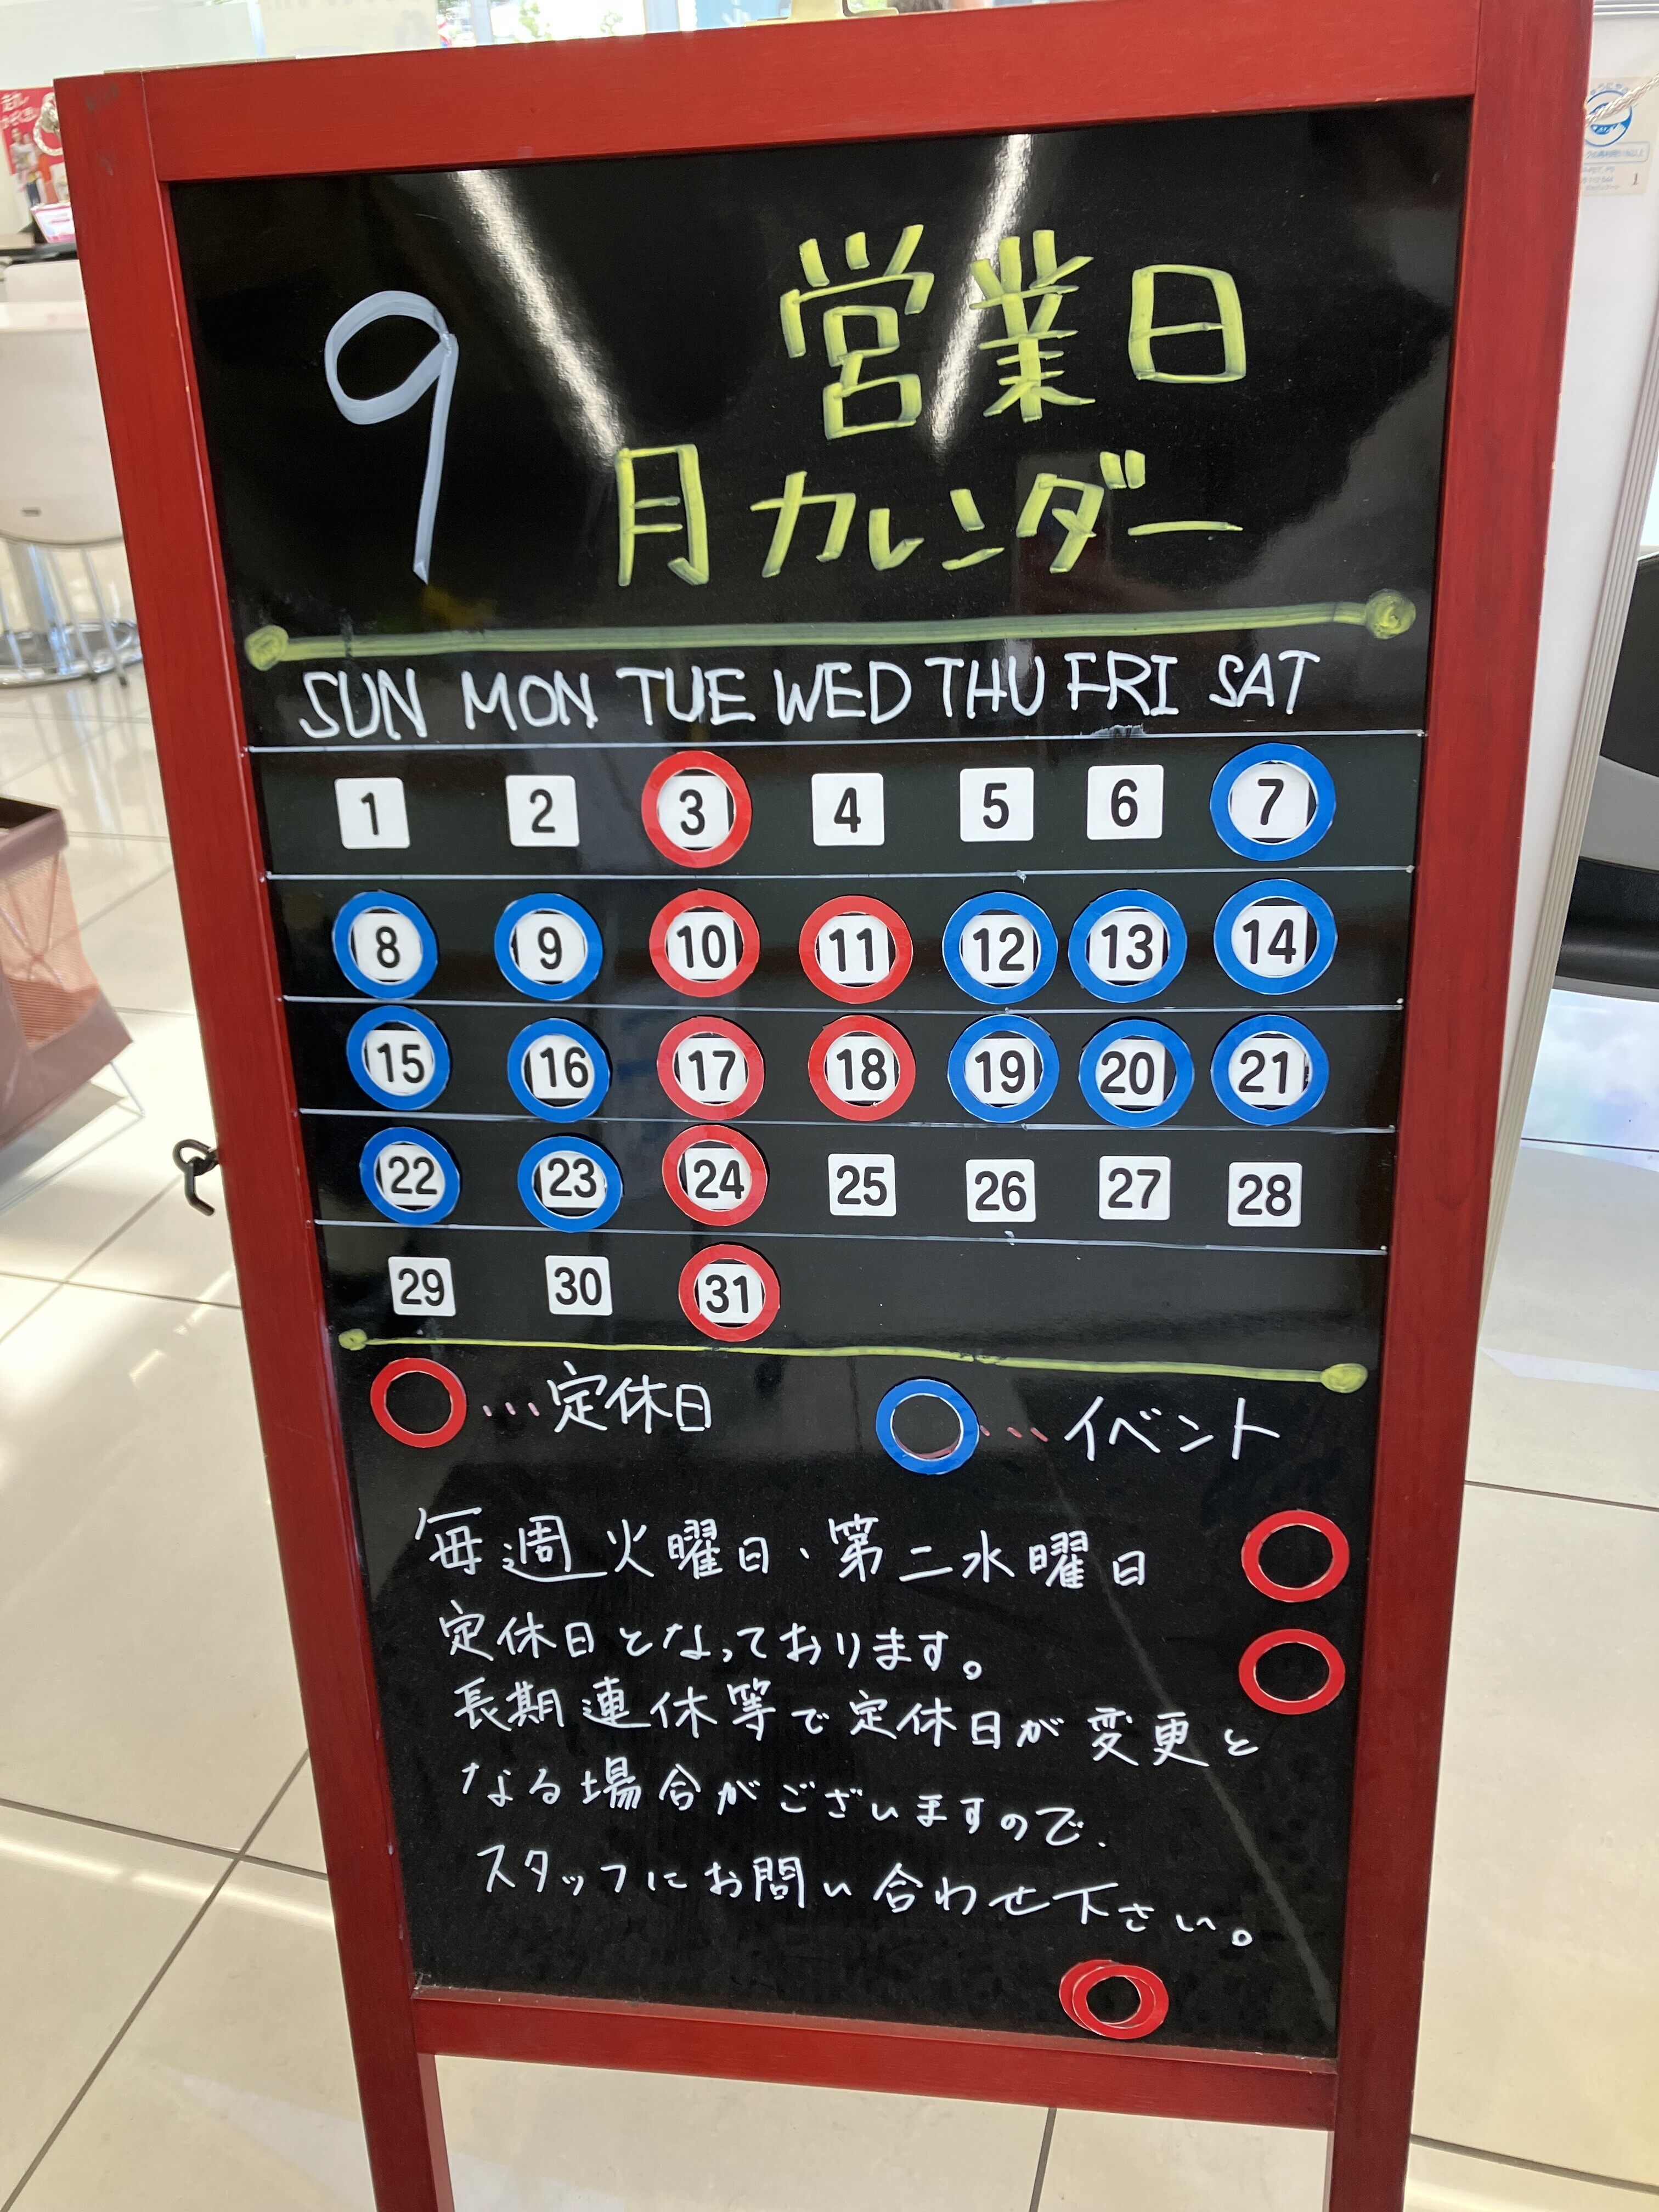 9
営業日
月カレンダー
SUN MON TUE WED THU FRI SAT
1 2 3 4 5 6 7
8 9 10 11 12 13 14
15 16 17 18 19 20 21
22 23 24 25 26 27 28
29 30 31
…定休日 …イベント
毎週火曜日、第二水曜日
定休日となっております。
長期連休等で定休日が変更と
なる場合がございますので、
スタッフにお問い合わせ下さい。